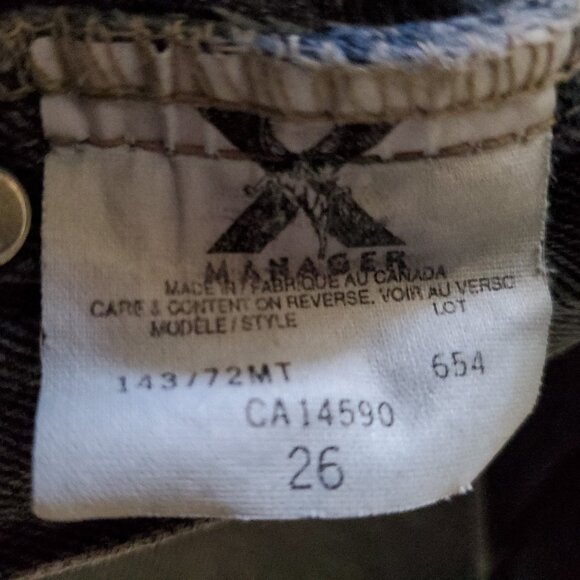 X
MANAGER
MADE IN / FABRIQUE AU CANADA
CARE & CONTENT ON REVERSE. VOIR AU VERSO
MODÈLE / STYLE LOT
143/72MT 654
CA14590
26